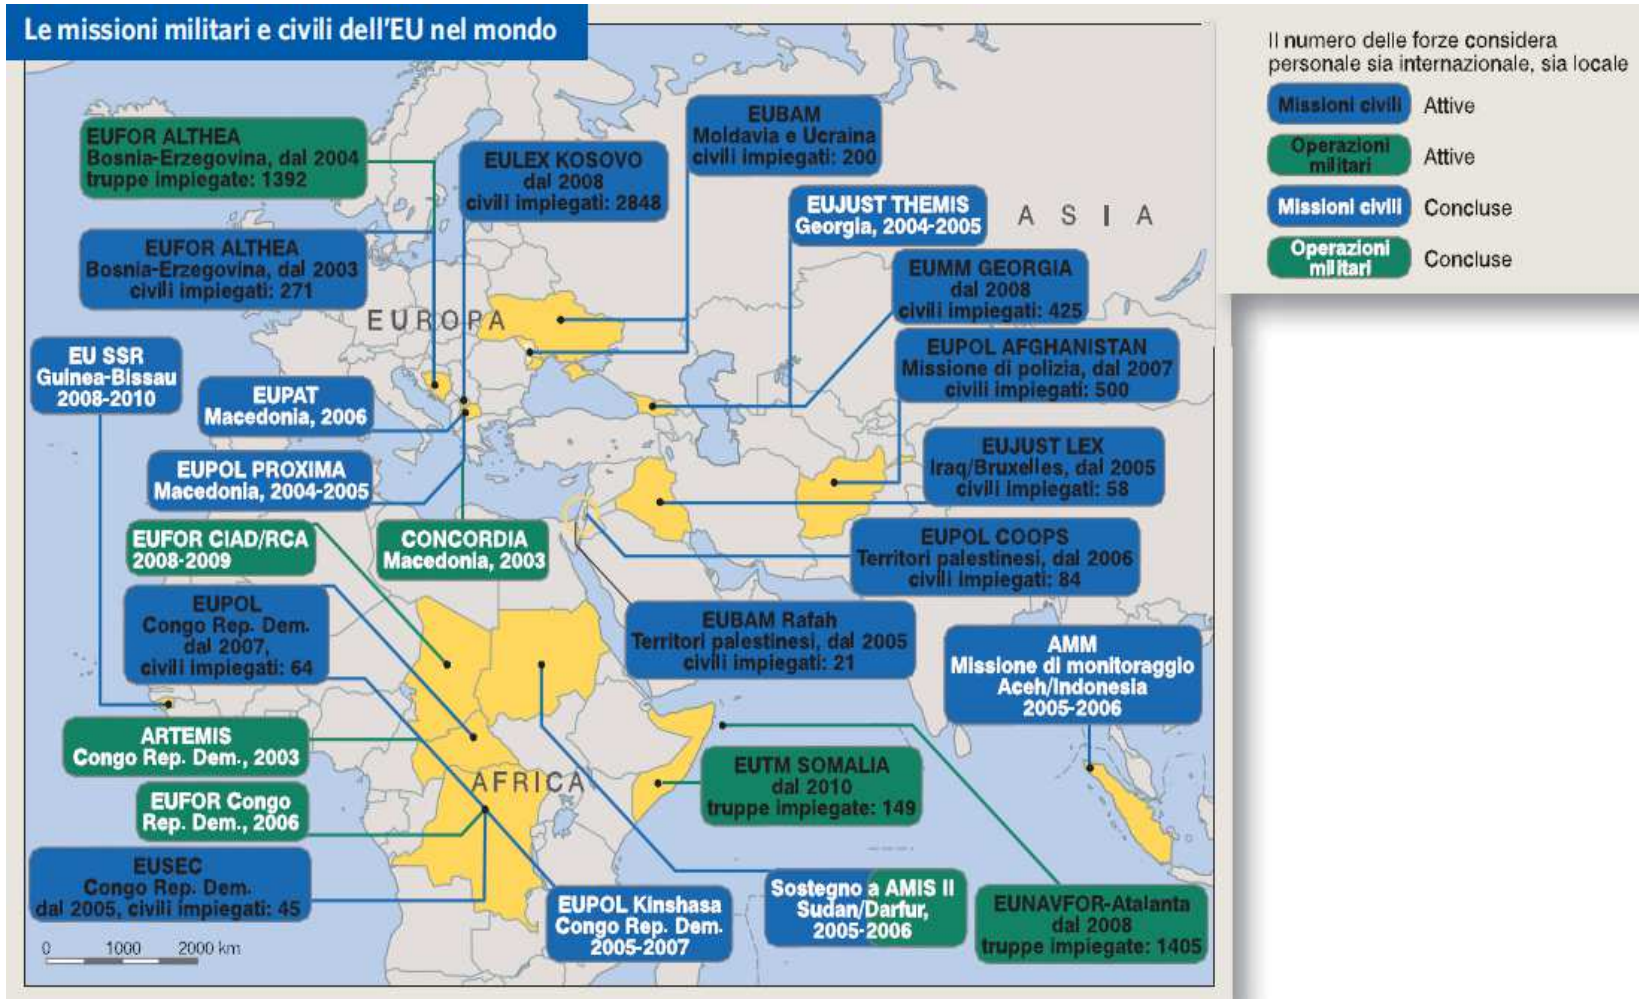 Le missioni militari e civili dell'EU nel mondo
Il numero delle forze considera
personale sia internazionale, sia locale
Missioni civili
Attive
Operazioni
militari
Attive
Missioni civili
Concluse
Operazioni
militari
Concluse
EUFOR ALTHEA
Bosnia-Erzegovina, dal 2004
truppe impiegate: 1392
EULEX KOSOVO
dal 2008
civili impiegati: 2848
EUBAM
Moldavia e Ucraina
civili impiegati: 200
EUJUST THEMIS
Georgia, 2004-2005
ASIA
EUFOR ALTHEA
Bosnia-Erzegovina, dal 2003
civili impiegati: 271
EUMM GEORGIA
dal 2008
civili impiegati: 425
EUROPA
EU SSR
Guinea-Bissau
2008-2010
EUPOL AFGHANISTAN
Missione di polizia, dal 2007
civili impiegati: 500
EUPAT
Macedonia, 2006
EUJUST LEX
Iraq/Bruxelles, dal 2005
civili impiegati: 58
EUPOL PROXIMA
Macedonia, 2004-2005
EUFOR CIAD/RCA
2008-2009
CONCORDIA
Macedonia, 2003
EUPOL COOPS
Territori palestinesi, dal 2006
civili impiegati: 84
EUPOL
Congo Rep. Dem.
dal 2007,
civili impiegati: 64
EUBAM Rafah
Territori palestinesi, dal 2005
civili impiegati: 21
AMM
Missione di monitoraggio
Aceh/Indonesia
2005-2006
ARTEMIS
Congo Rep. Dem., 2003
AFRICA
EUTM SOMALIA
dal 2010
truppe impiegate: 149
EUFOR Congo
Rep. Dem., 2006
EUSEC
Congo Rep. Dem.
dal 2005, civili impiegati: 45
EUPOL Kinshasa
Congo Rep. Dem.
2005-2007
Sostegno a AMIS II
Sudan/Darfur,
2005-2006
EUNAVFOR-Atalanta
dal 2008
truppe impiegate: 1405
0 1000 2000 km